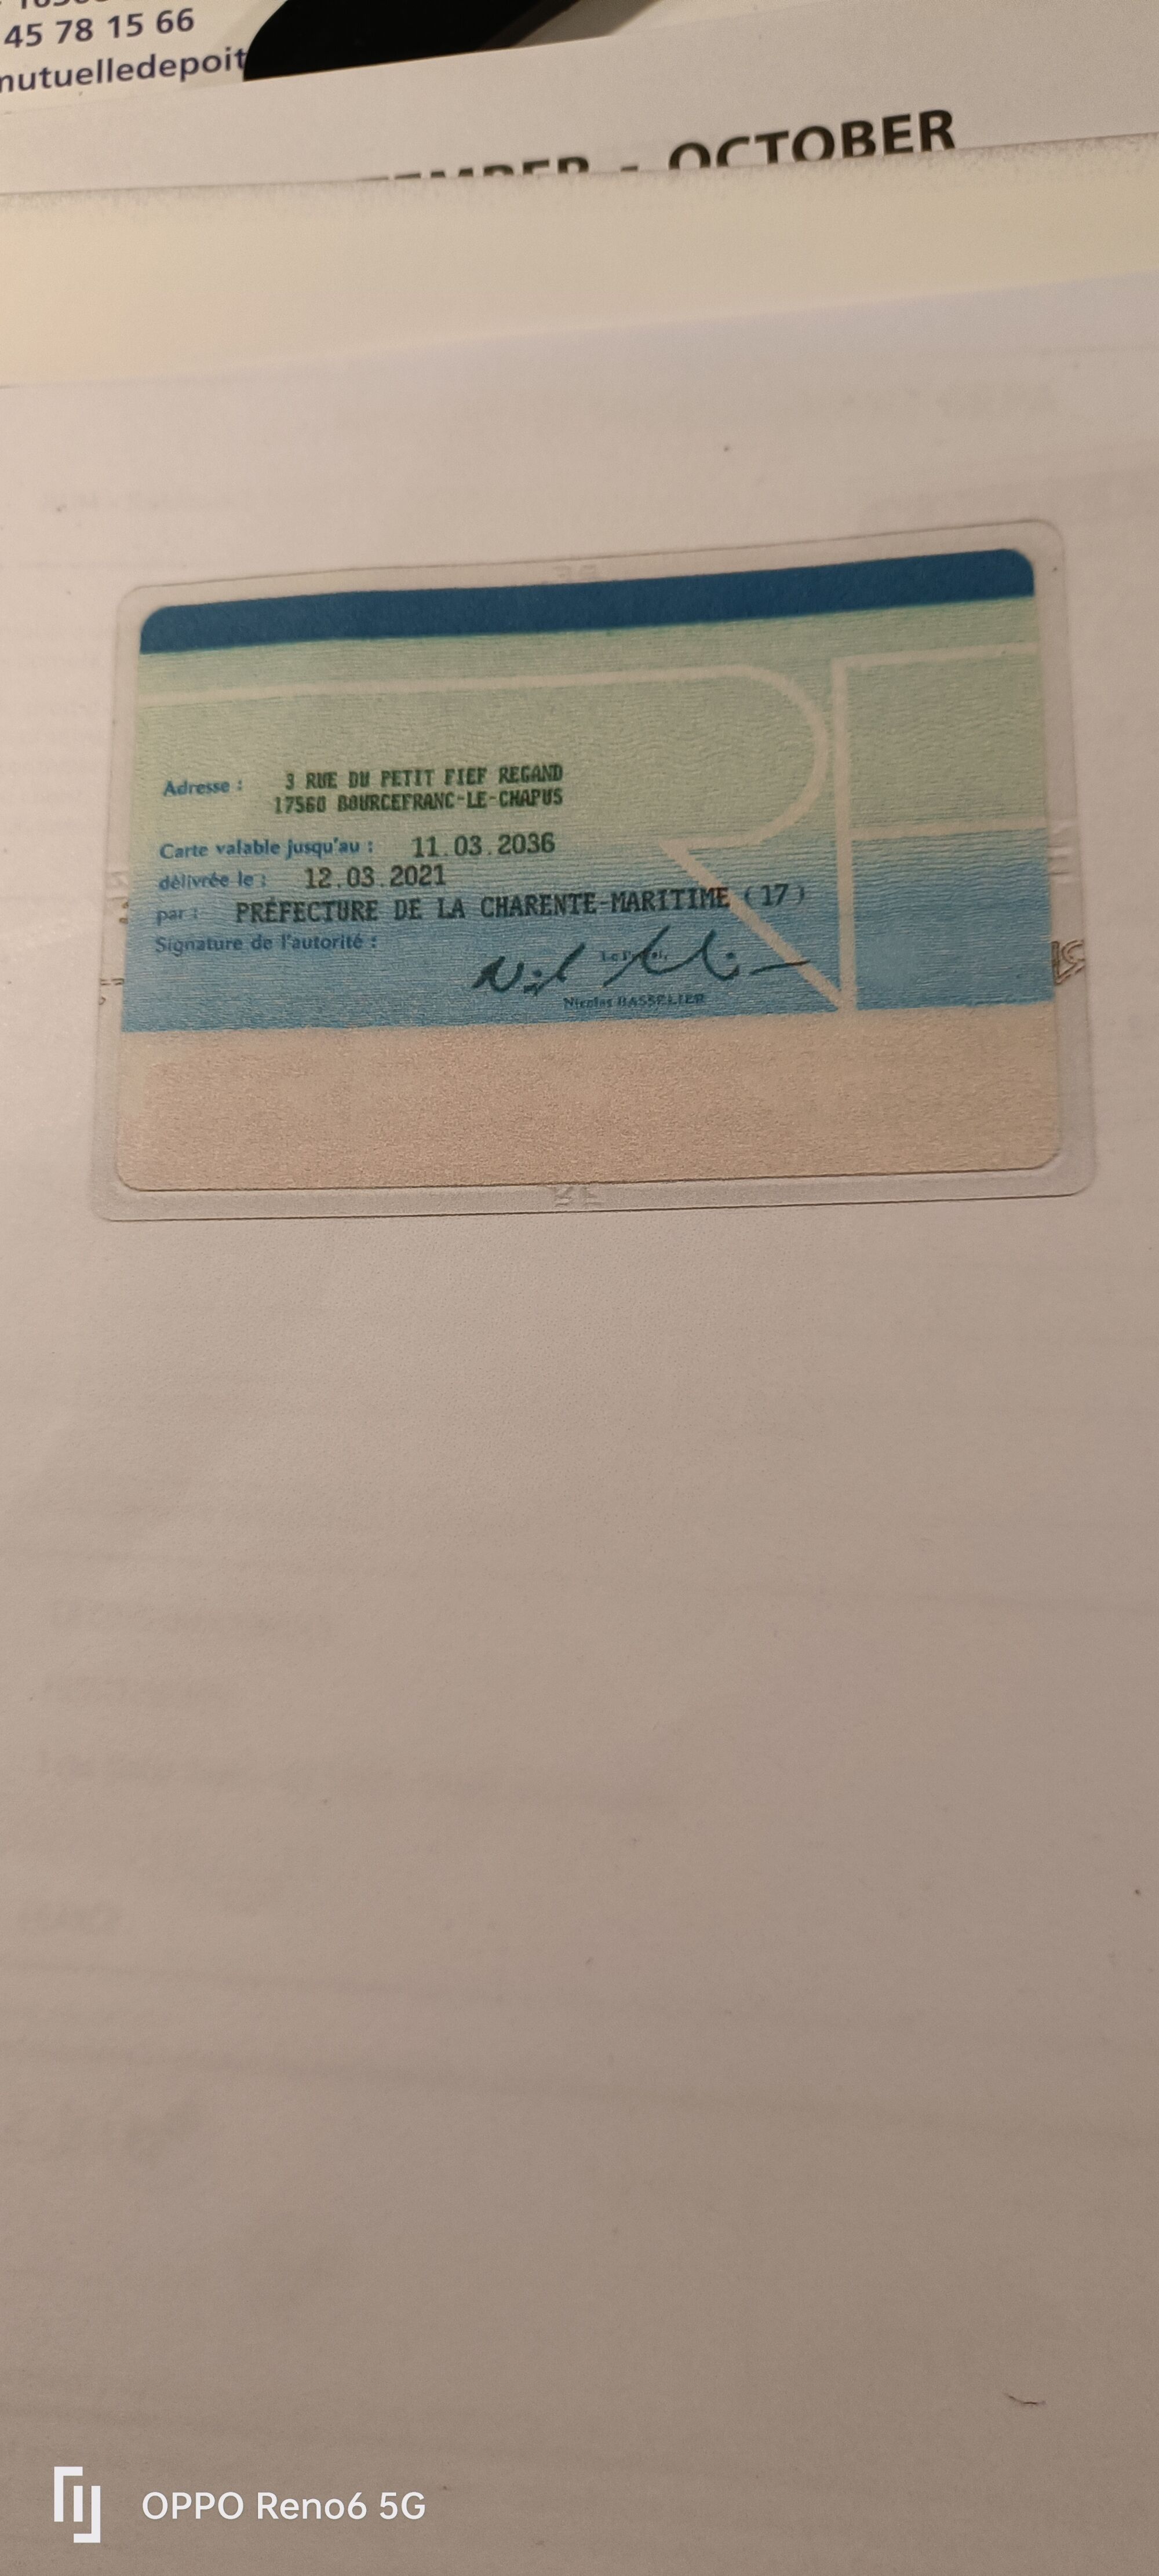 45 78 15 66
mutuelledepoit
- OCTOBER
Adresse : 3 RUE DU PETIT FIEF REGAND
17560 BOURCEFRANC-LE-CHAPUS
Carte valable jusqu'au : 11.03.2036
délivrée le : 12.03.2021
par : PRÉFECTURE DE LA CHARENTE-MARITIME (17)
Signature de l'autorité :
Nicolas BASSELIER
OPPO Reno6 5G